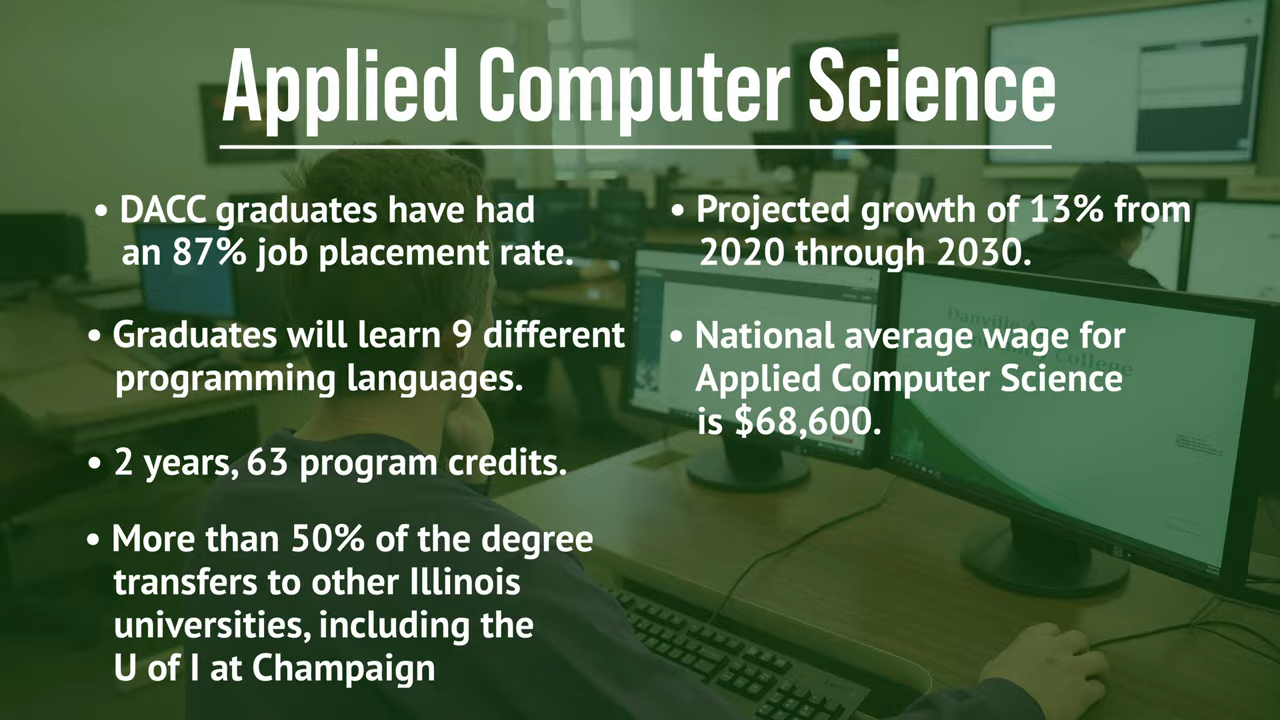 Applied Computer Science
• DACC graduates have had
an 87% job placement rate.
• Graduates will learn 9 different
programming languages.
• 2 years, 63 program credits.
• More than 50% of the degree
transfers to other Illinois
universities, including the
U of I at Champaign
• Projected growth of 13% from
2020 through 2030.
• National average wage for
Applied Computer Science
is $68,600.